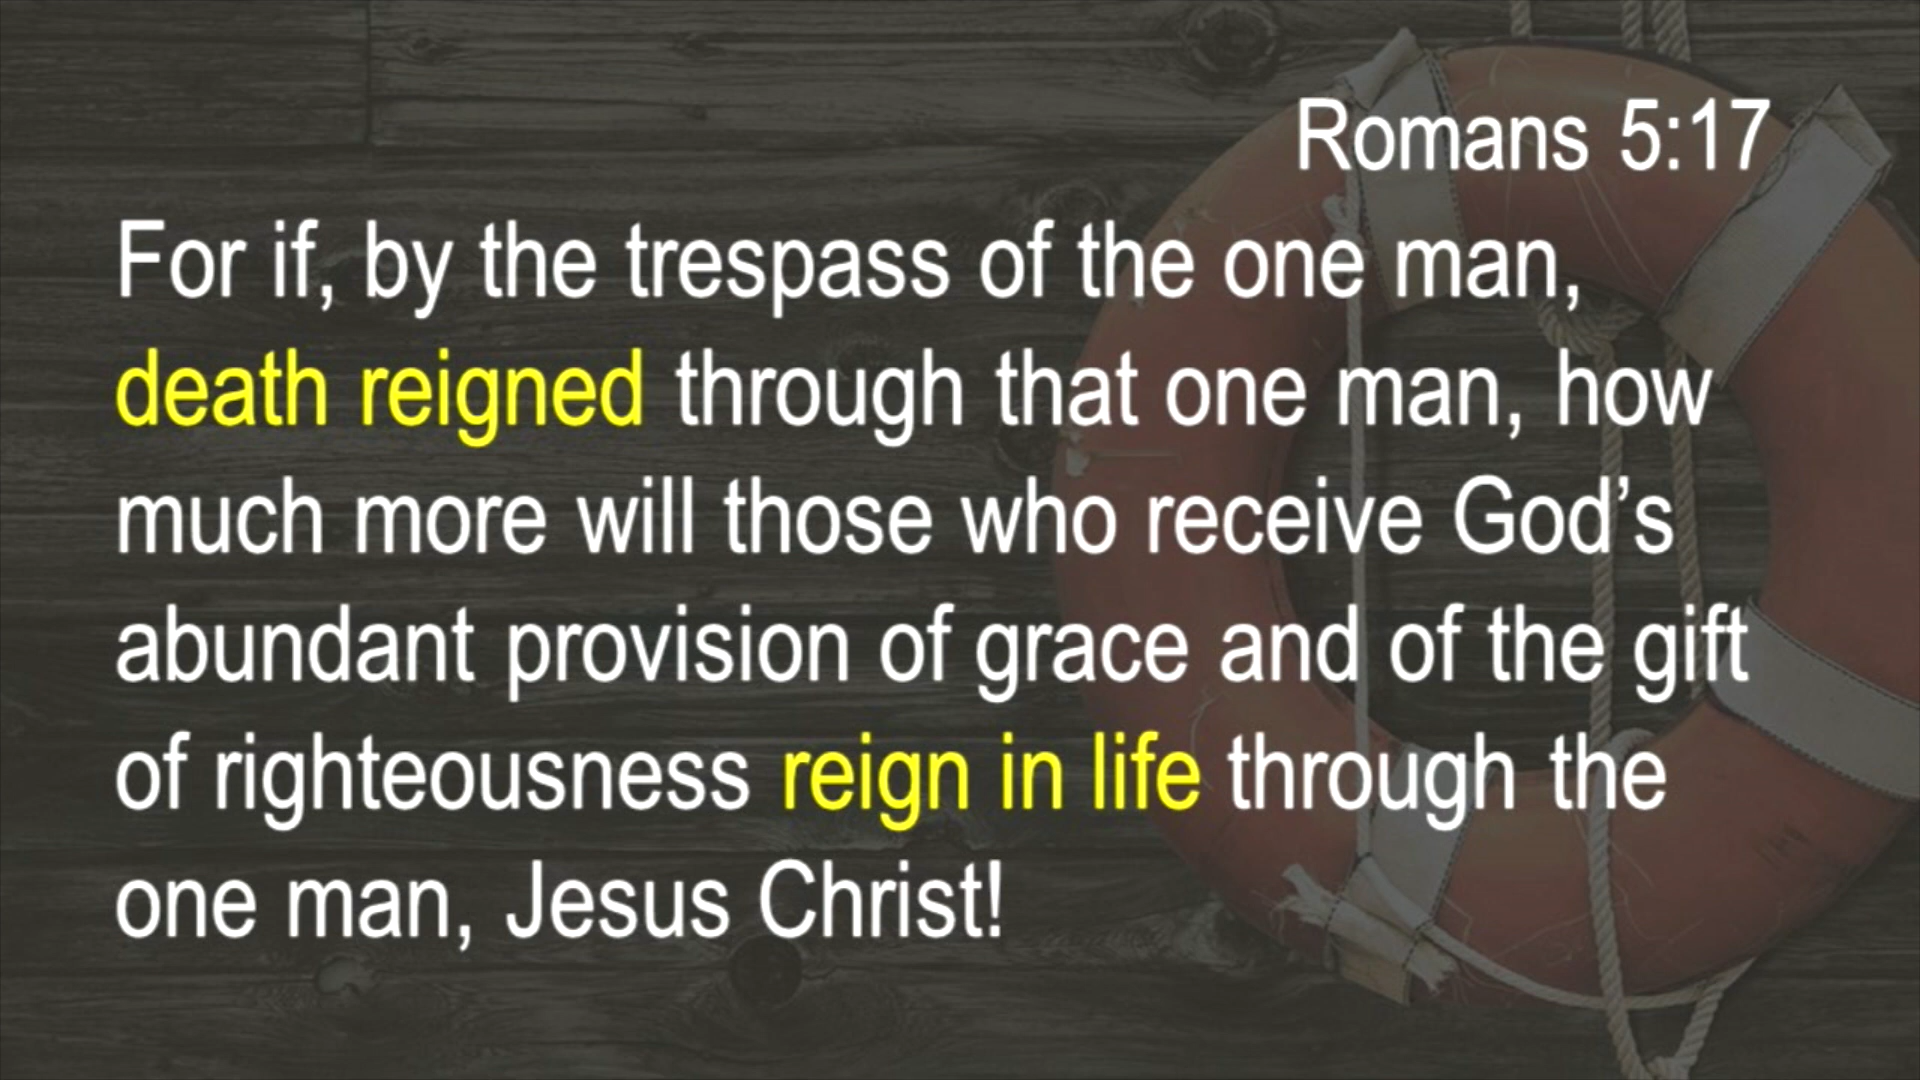 Romans 5:17
For if, by the trespass of the one man,
death reigned through that one man, how
much more will those who receive God’s
abundant provision of grace and of the gift
of righteousness reign in life through the
one man, Jesus Christ!